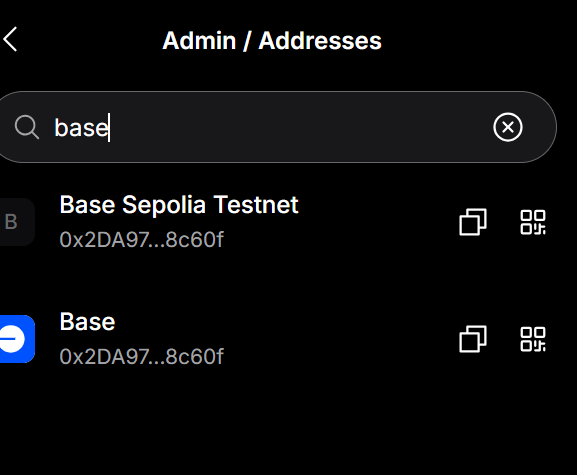 Admin / Addresses
base
B
Base Sepolia Testnet
0x2DA97...8c60f
Base
0x2DA97...8c60f